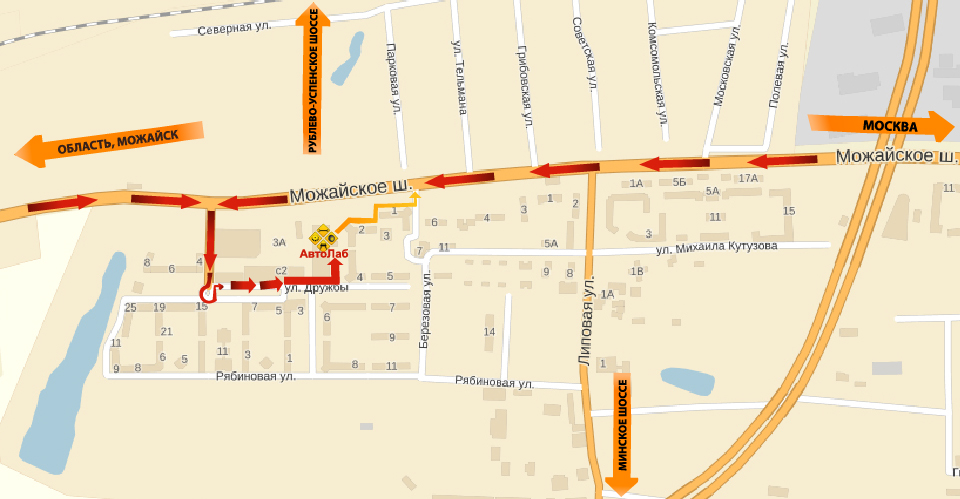 Северная ул.
РУБЛЕВО-УСПЕНСКОЕ ШОССЕ
Парковая ул.
ул. Тельмана
Грибовская ул.
Советская ул.
Комсомольская ул.
Московская ул.
Полевая ул.
ОБЛАСТЬ, МОЖАЙСК
МОСКВА
Можайское ш.
Можайское ш.
1А
5Б
5А
17А
15
11
3
11
1
2
4
3
6
1
2
3
7
11
5А
ул. Михаила Кутузова
3А
АвтоЛаб
8
6
4
с2
4
5
9
8
1В
1А
ул. Дружбы
25
19
15
7
5
3
6
7
21
9
14
11
6
5
11
3
1
9
8
8
11
Берёзовая ул.
Липовая ул.
1
Рябиновая ул.
Рябиновая ул.
МИНСКОЕ ШОССЕ